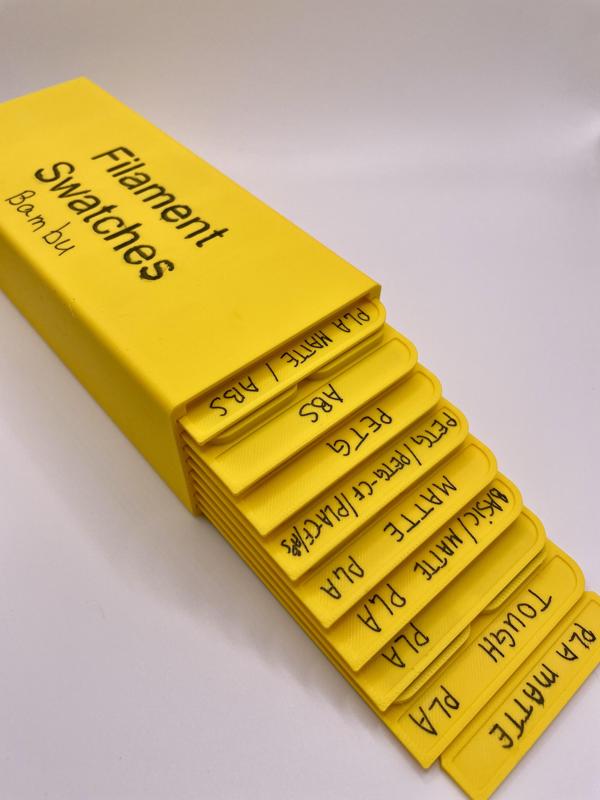 Filament
Swatches
Bambu
PLA MATTE / ABS
ABS
PETG
PETG/PETG-CF/PLACF/ABS
MATTE PLA
BASIC/MATTE PLA
PLA
TOUGH PLA
PLA MATTE